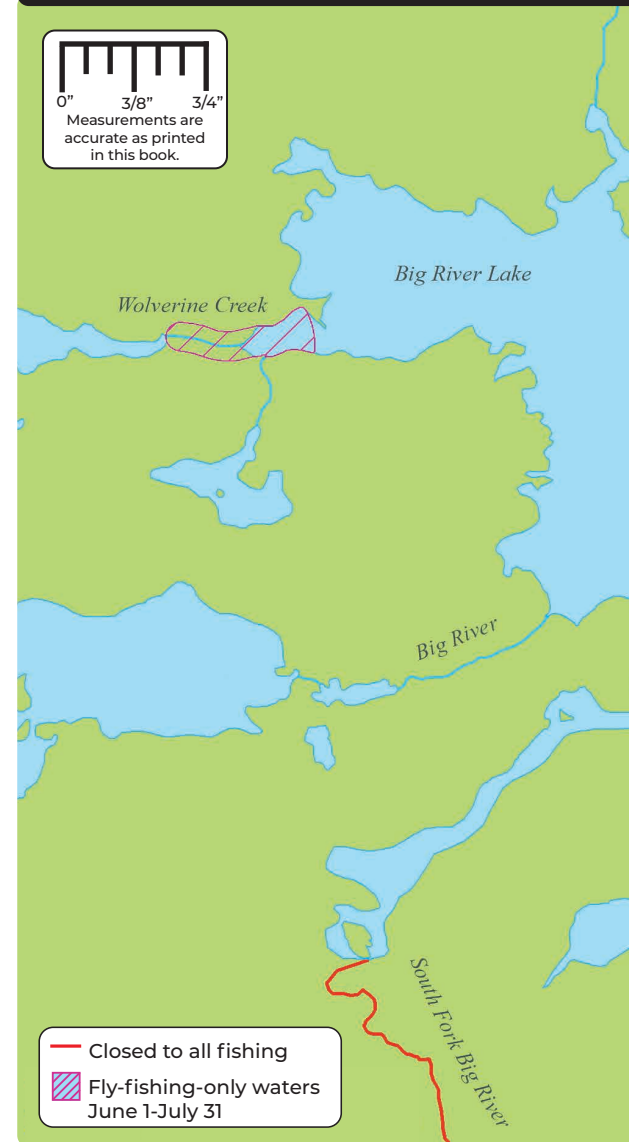 0” 3/8” 3/4”
Measurements are
accurate as printed
in this book.
Big River Lake
Wolverine Creek
Big River
South Fork Big River
Closed to all fishing
Fly-fishing-only waters
June 1-July 31